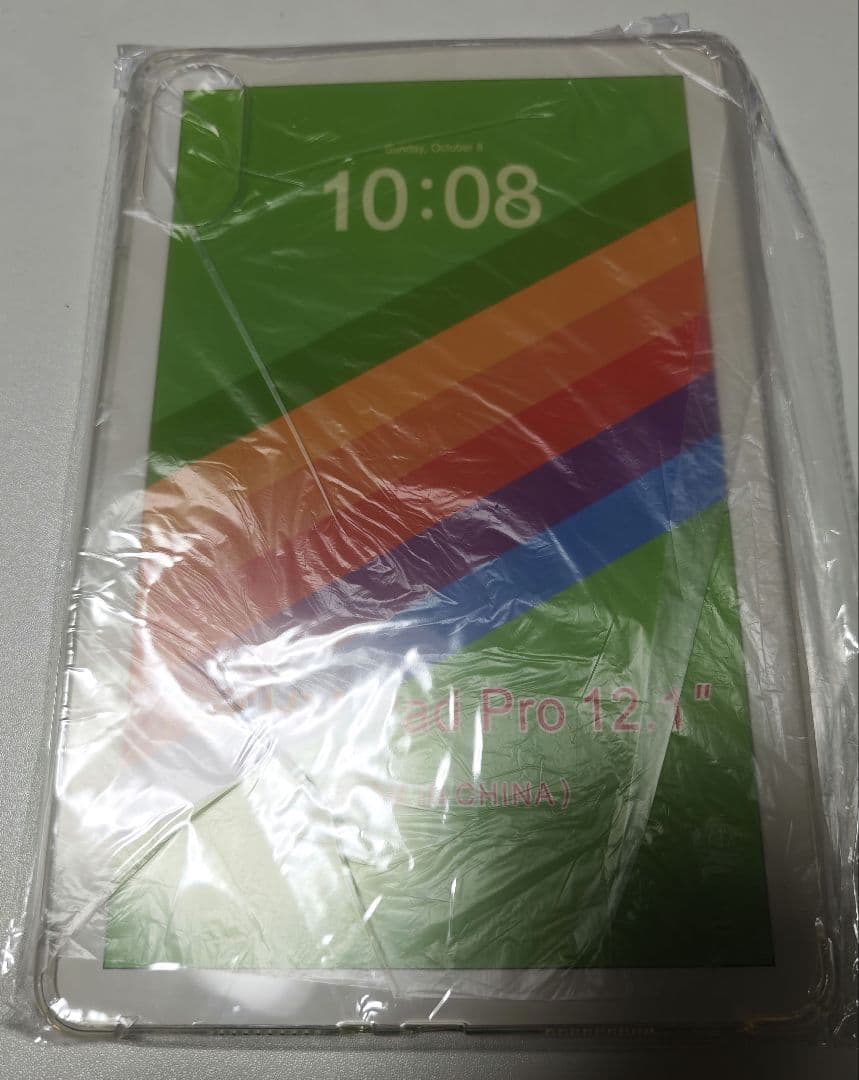 Sunday, October 8
10:08
ad Pro 12.1"
CHINA)